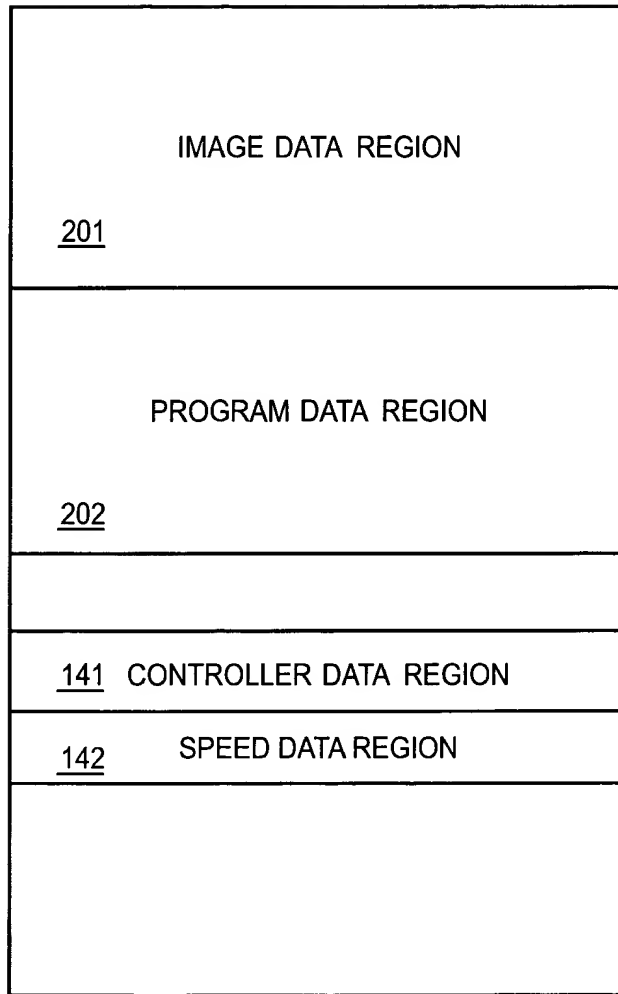 IMAGE DATA REGION
201
PROGRAM DATA REGION
202
141 CONTROLLER DATA REGION
142 SPEED DATA REGION